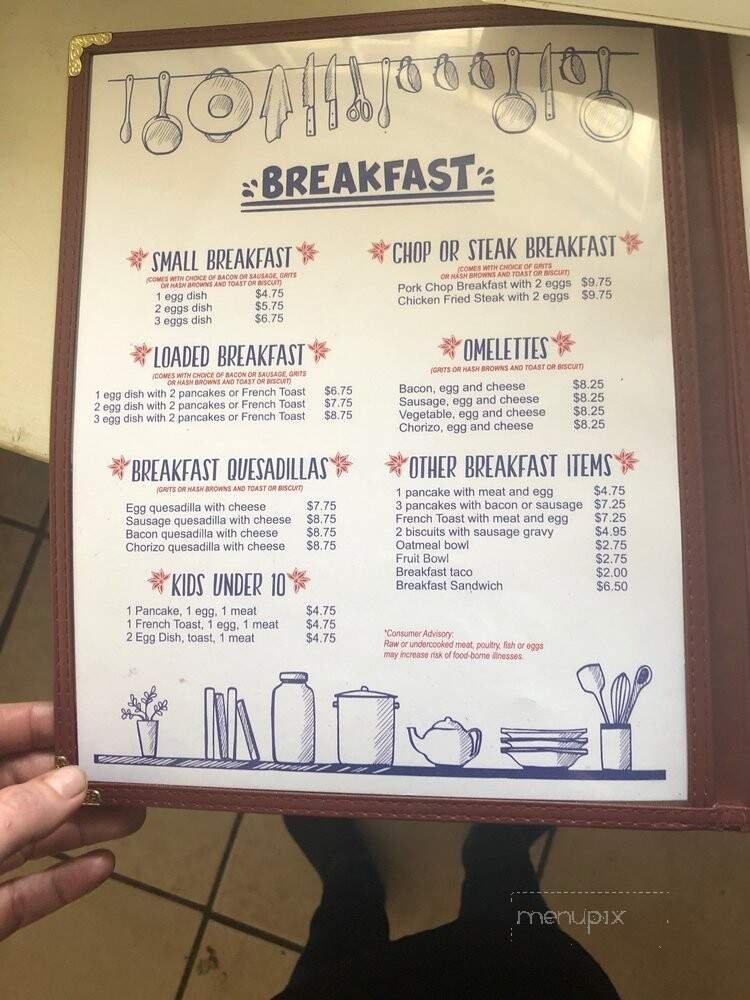 BREAKFAST
SMALL BREAKFAST
(COMES WITH CHOICE OF BACON OR SAUSAGE, GRITS
OR HASH BROWNS AND TOAST OR BISCUIT)
1 egg dish $4.75
2 eggs dish $5.75
3 eggs dish $6.75
LOADED BREAKFAST
(COMES WITH CHOICE OF BACON OR SAUSAGE, GRITS
OR HASH BROWNS AND TOAST OR BISCUIT)
1 egg dish with 2 pancakes or French Toast $6.75
2 egg dish with 2 pancakes or French Toast $7.75
3 egg dish with 2 pancakes or French Toast $8.75
BREAKFAST QUESADILLAS
(GRITS OR HASH BROWNS AND TOAST OR BISCUIT)
Egg quesadilla with cheese $7.75
Sausage quesadilla with cheese $8.75
Bacon quesadilla with cheese $8.75
Chorizo quesadilla with cheese $8.75
KIDS UNDER 10
1 Pancake, 1 egg, 1 meat $4.75
1 French Toast, 1 egg, 1 meat $4.75
2 Egg Dish, toast, 1 meat $4.75
CHOP OR STEAK BREAKFAST
(COMES WITH CHOICE OF GRITS
OR HASH BROWNS AND TOAST OR BISCUIT)
Pork Chop Breakfast with 2 eggs $9.75
Chicken Fried Steak with 2 eggs $9.75
OMELETTES
(GRITS OR HASH BROWNS AND TOAST OR BISCUIT)
Bacon, egg and cheese $8.25
Sausage, egg and cheese $8.25
Vegetable, egg and cheese $8.25
Chorizo, egg and cheese $8.25
OTHER BREAKFAST ITEMS
1 pancake with meat and egg $4.75
3 pancakes with bacon or sausage $7.25
French Toast with meat and egg $7.25
2 biscuits with sausage gravy $4.95
Oatmeal bowl $2.75
Fruit Bowl $2.75
Breakfast taco $2.00
Breakfast Sandwich $6.50
*Consumer Advisory:
Raw or undercooked meat, poultry, fish or eggs
may increase risk of food-borne illnesses.
menupix